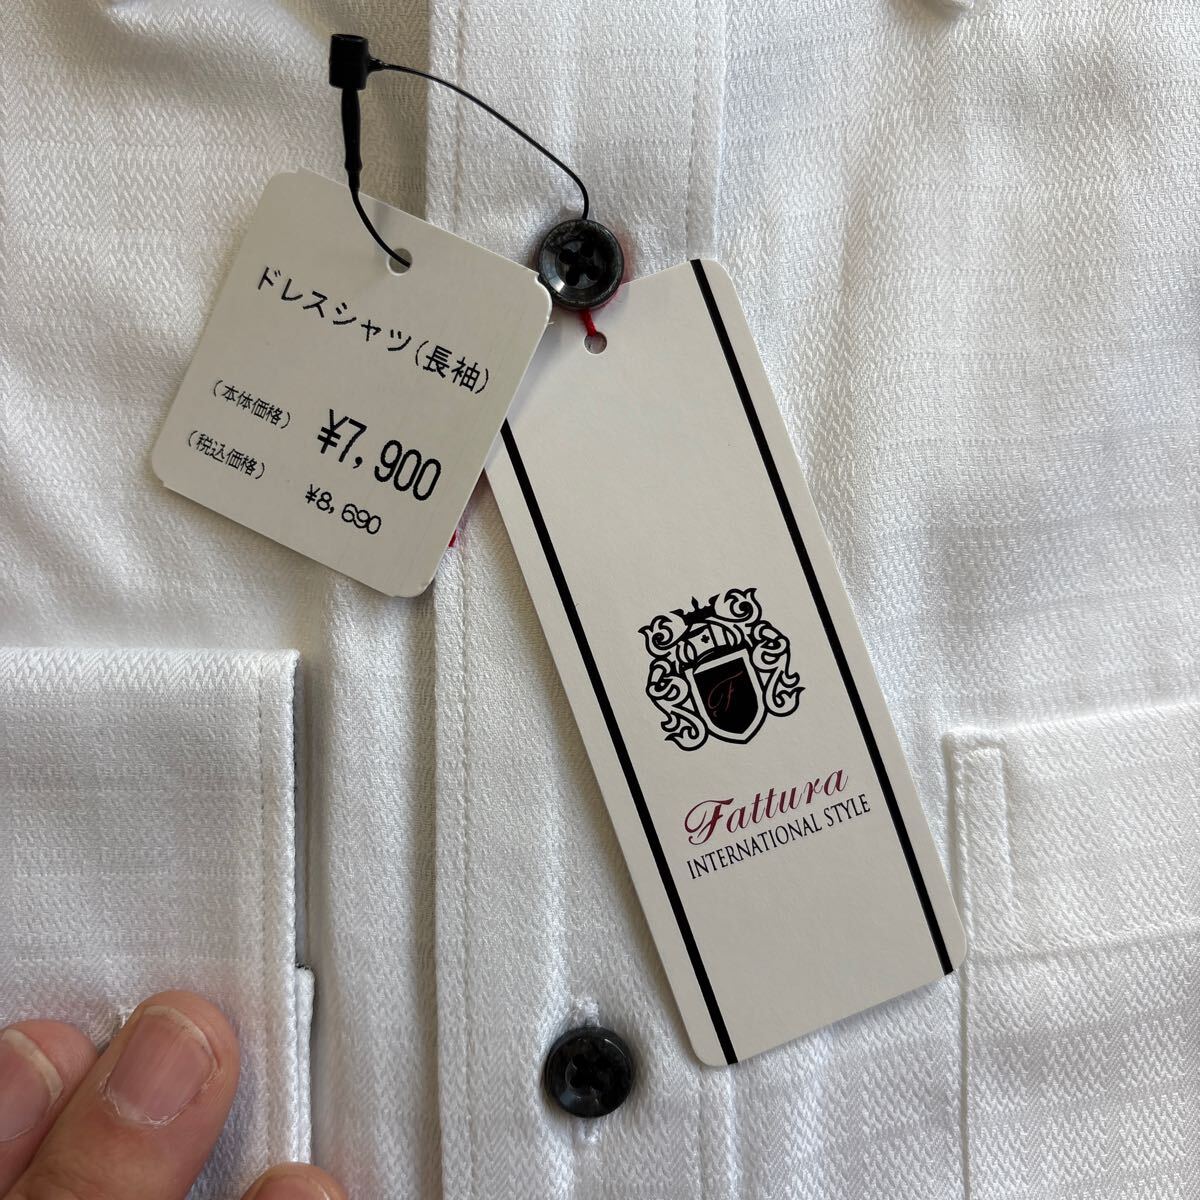 ドレスシャツ(長袖)
(本体価格) ¥7,900
(税込価格) ¥8,690
F
Fattura
INTERNATIONAL STYLE